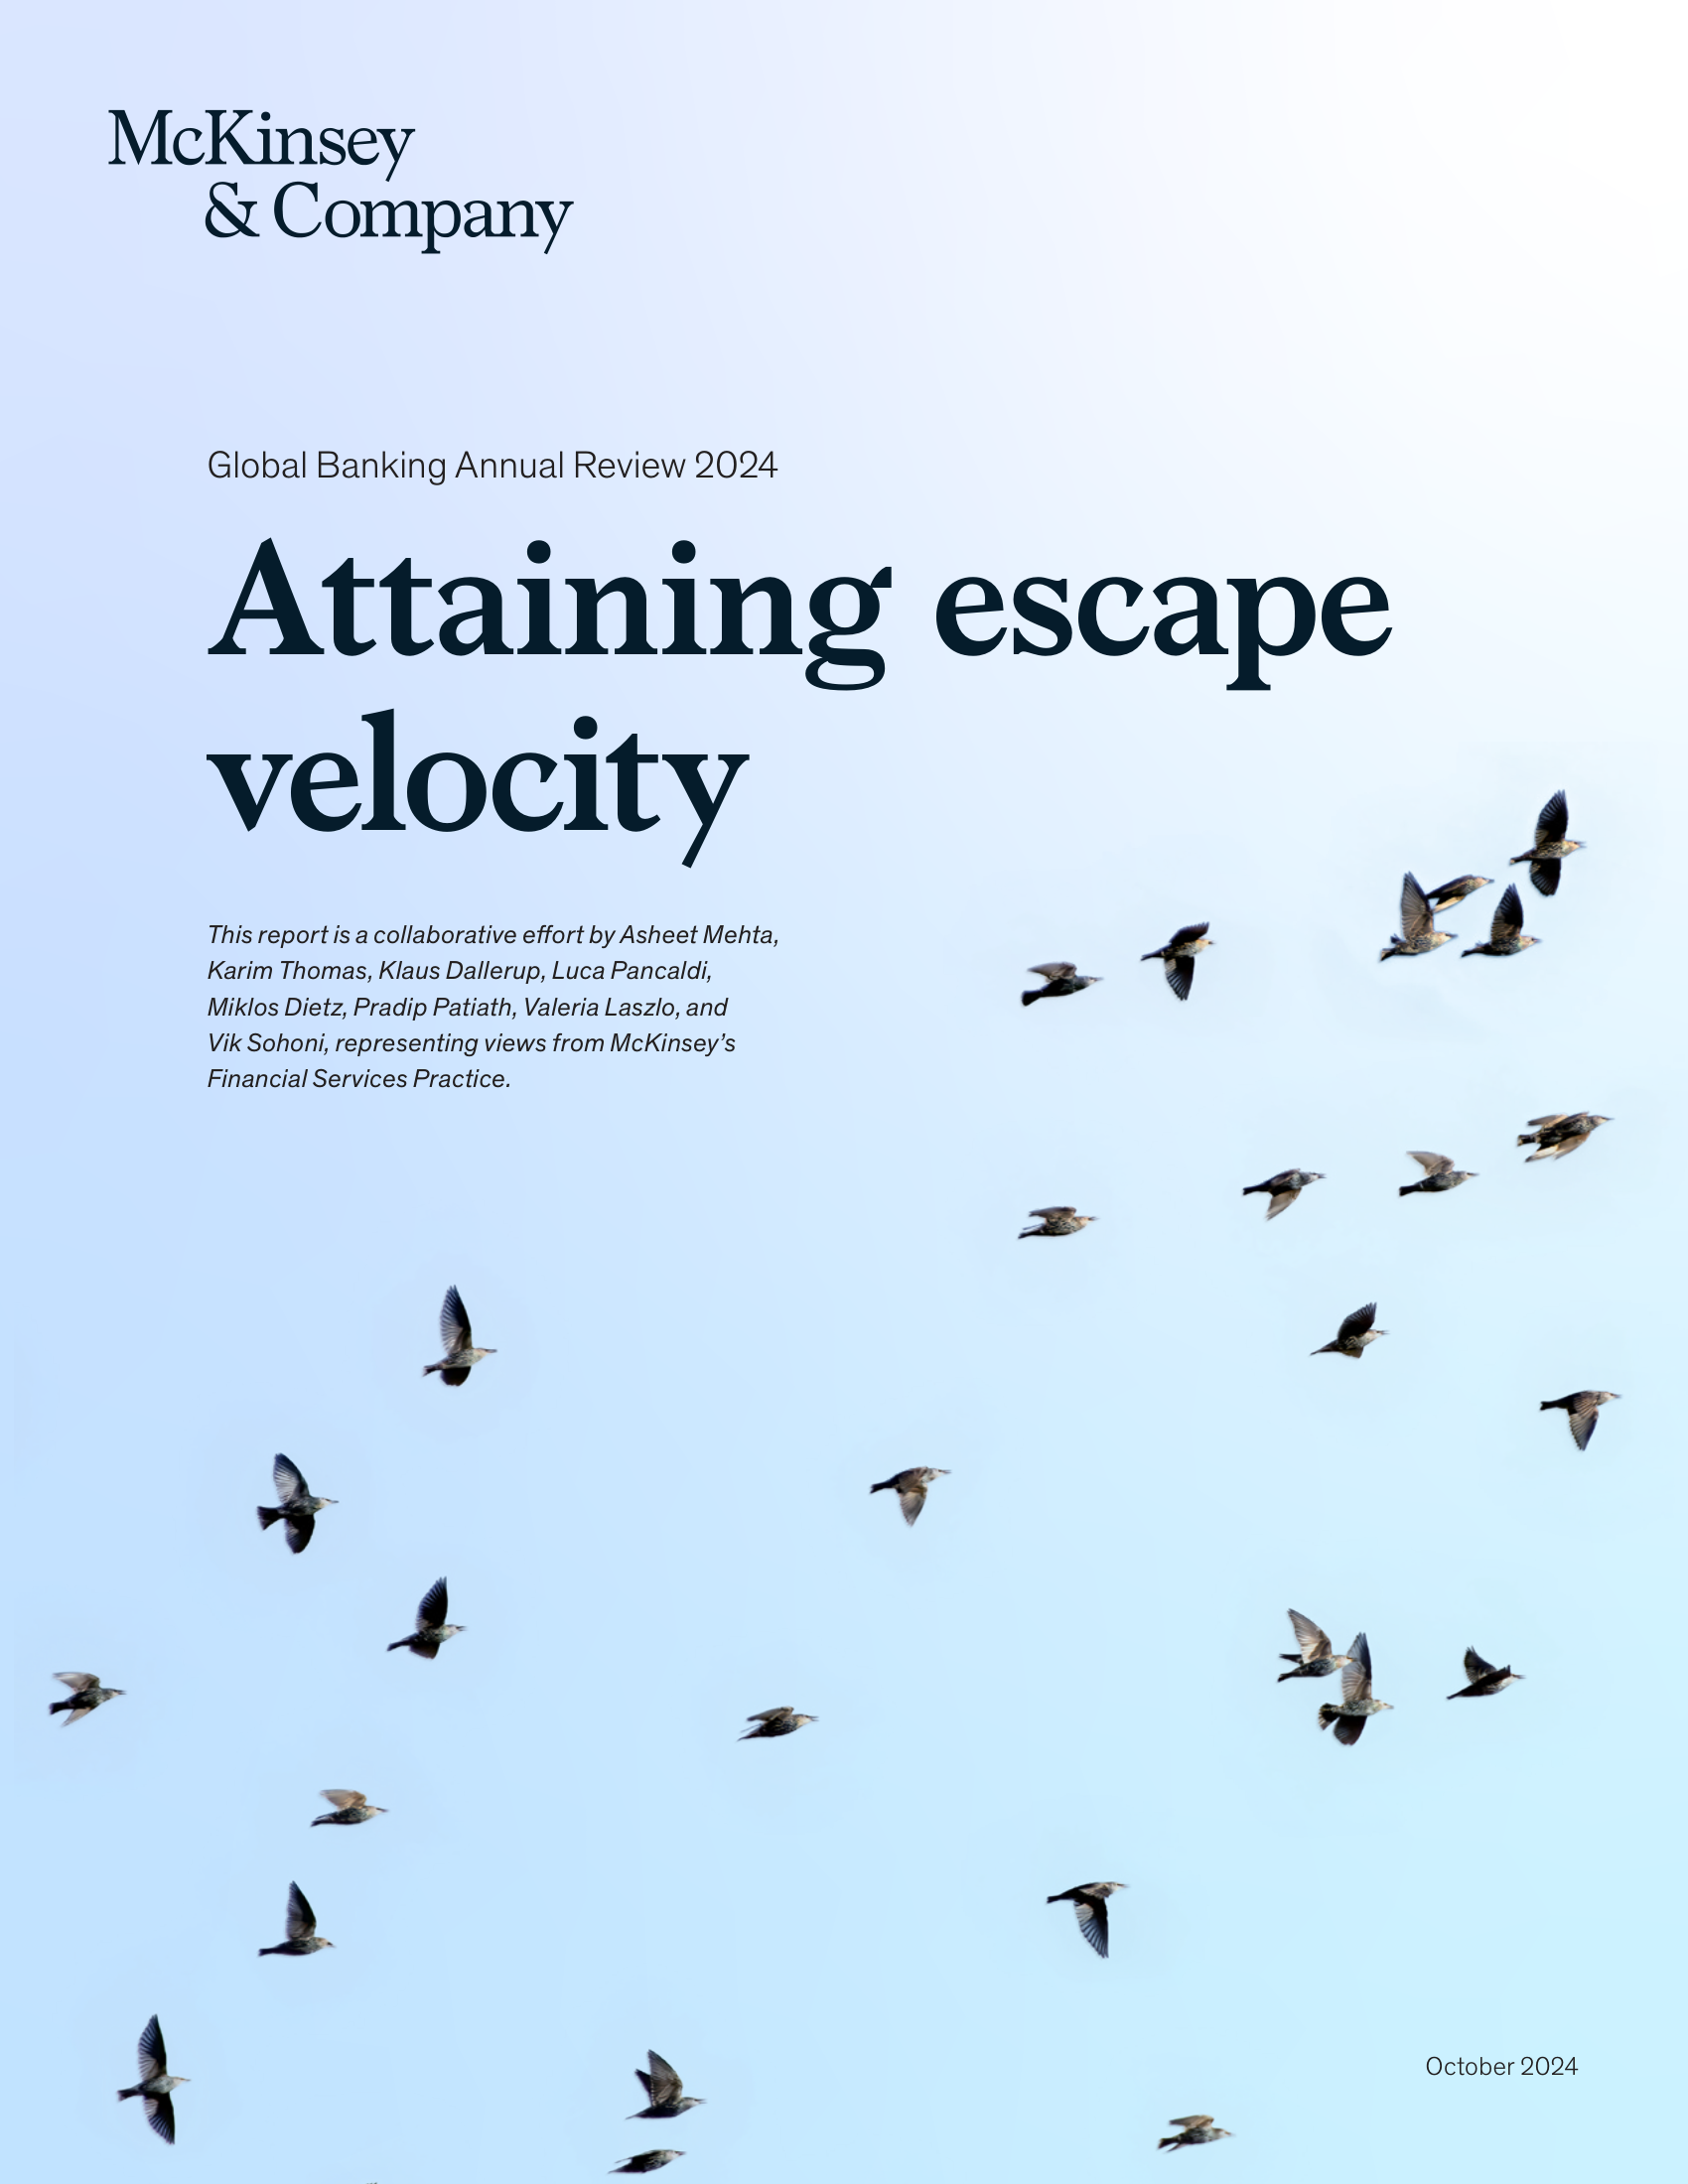 McKinsey
& Company
Global Banking Annual Review 2024
Attaining escape
velocity
This report is a collaborative effort by Asheet Mehta,
Karim Thomas, Klaus Dallerup, Luca Pancaldi,
Miklos Dietz, Pradip Patiath, Valeria Laszlo, and
Vik Sohoni, representing views from McKinsey’s
Financial Services Practice.
October 2024